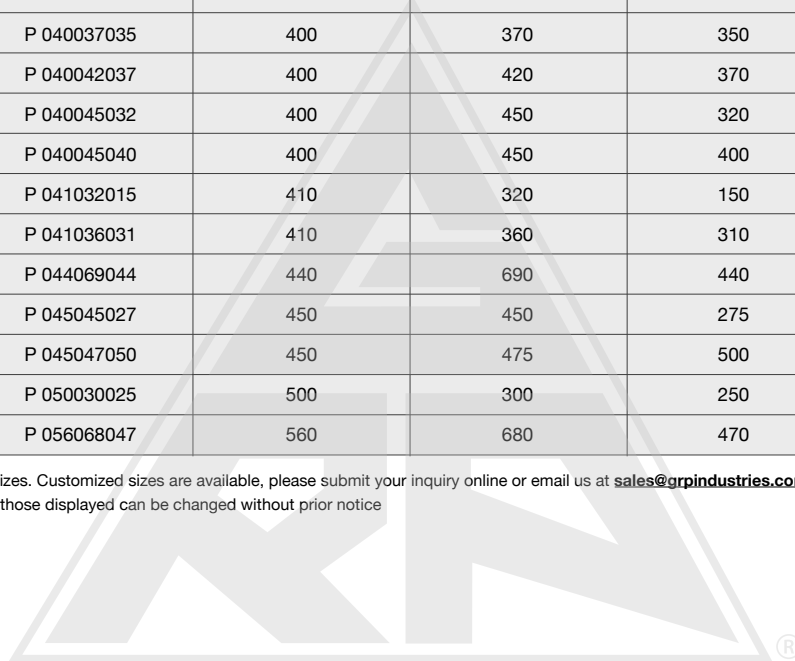 P 040037035 400 370 350
P 040042037 400 420 370
P 040045032 400 450 320
P 040045040 400 450 400
P 041032015 410 320 150
P 041036031 410 360 310
P 044069044 440 690 440
P 045045027 450 450 275
P 045047050 450 475 500
P 050030025 500 300 250
P 056068047 560 680 470
izes. Customized sizes are available, please submit your inquiry online or email us at sales@grpindustries.co
those displayed can be changed without prior notice
®